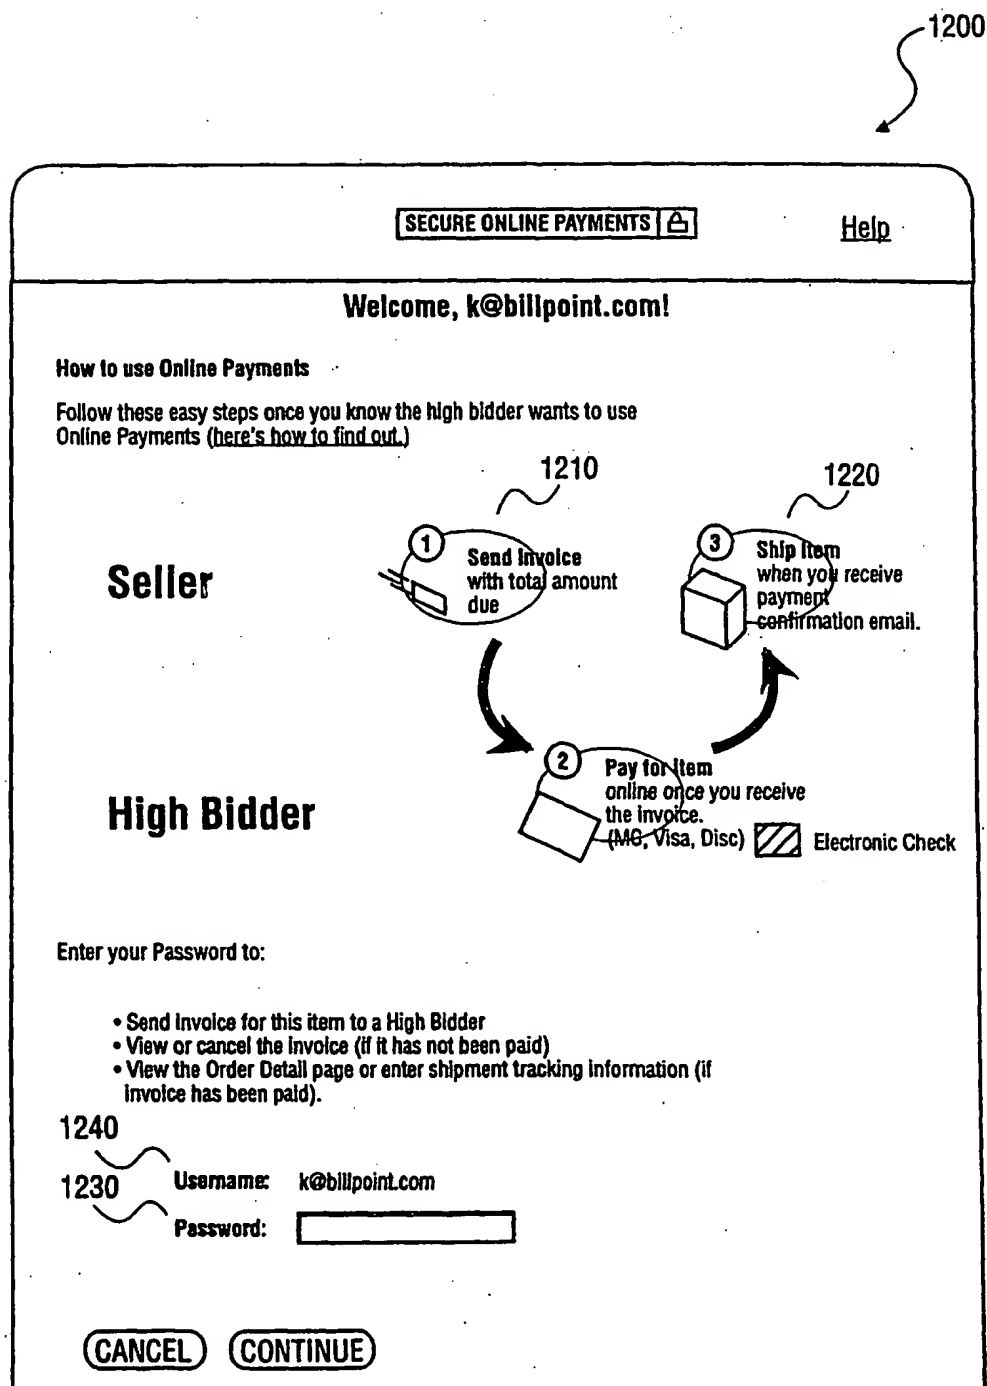 1200
SECURE ONLINE PAYMENTS
Help
Welcome, k@billpoint.com!
How to use Online Payments
Follow these easy steps once you know the high bidder wants to use
Online Payments (here's how to find out.)
1210
1220
Seller
1
Send Invoice
with total amount
due
3
Ship Item
when you receive
payment
confirmation email.
High Bidder
2
Pay for Item
online once you receive
the invoice.
(MC, Visa, Disc)
Electronic Check
Enter your Password to:
• Send Invoice for this item to a High Bidder
• View or cancel the invoice (if it has not been paid)
• View the Order Detail page or enter shipment tracking information (if
invoice has been paid).
1240
Username: k@billpoint.com
1230
Password:
CANCEL CONTINUE